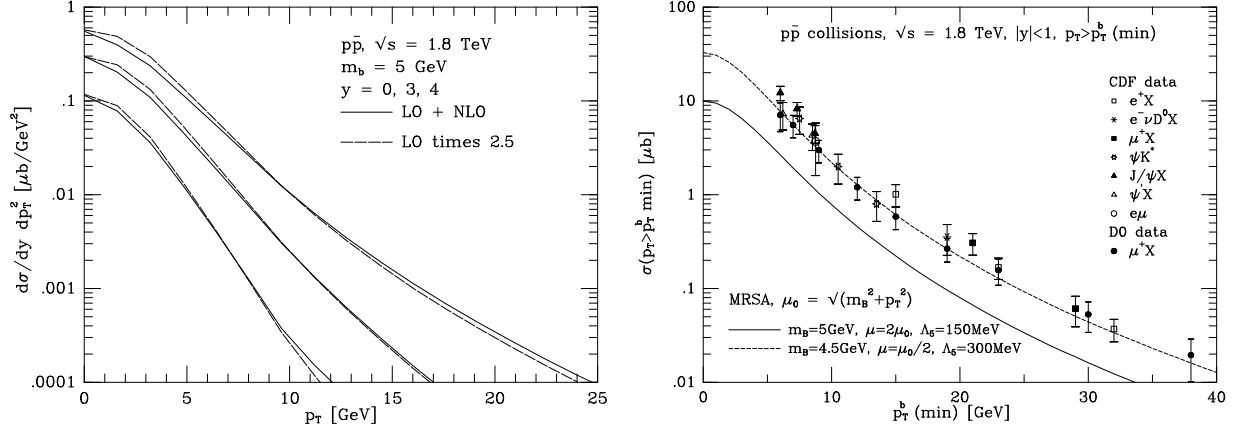 1
.1
.01
.001
.0001
dσ/dy dp_T^2 [μb/GeV^2]
pp̄, √s = 1.8 TeV
m_b = 5 GeV
y = 0, 3, 4
LO + NLO
LO times 2.5
0 5 10 15 20 25
p_T [GeV]
100
10
1
.1
.01
σ(p_T>p_T^b min) [μb]
pp̄ collisions, √s = 1.8 TeV, |y|<1, p_T>p_T^b(min)
CDF data
e^+X
e^-νD^0X
μ^+X
ψK^*
J/ψX
ψ'X
eμ
D0 data
μ^+X
MRSA, μ_0 = √(m_B^2+p_T^2)
m_B=5GeV, μ=2μ_0, Λ_5=150MeV
m_B=4.5GeV, μ=μ_0/2, Λ_5=300MeV
0 10 20 30 40
p_T^b(min) [GeV]